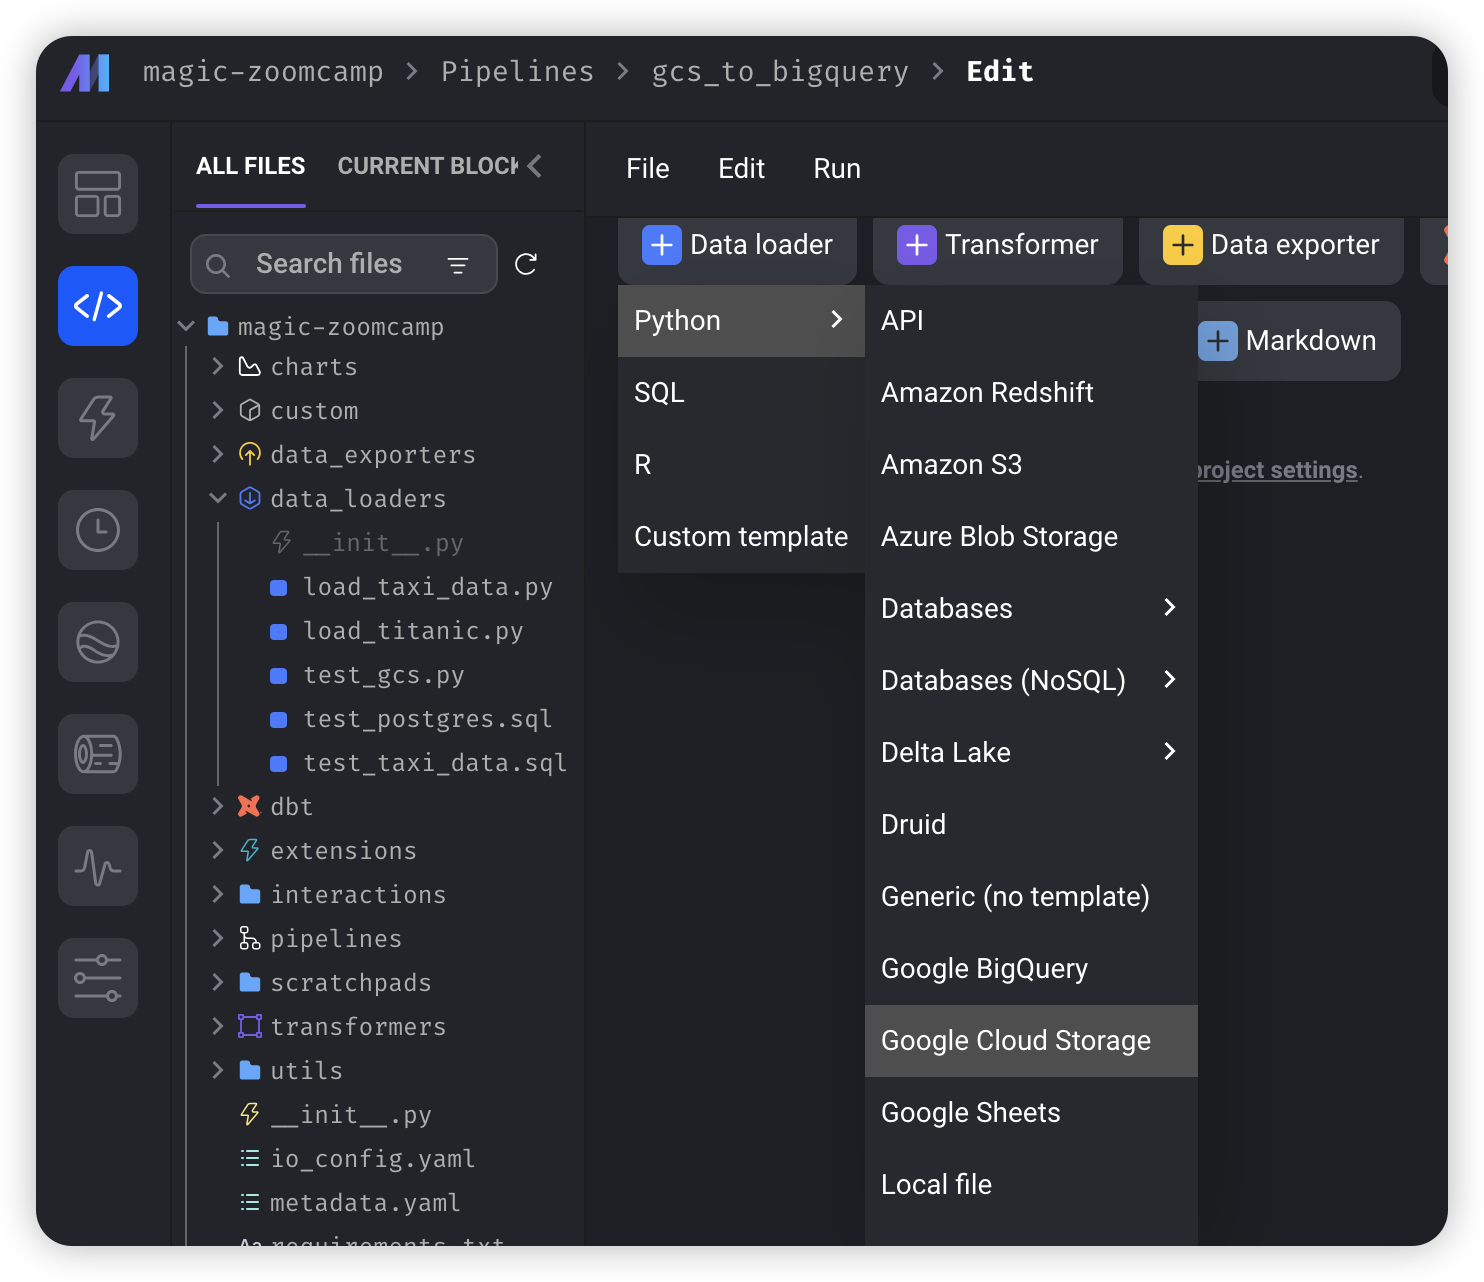 magic-zoomcamp > Pipelines > gcs_to_bigquery > Edit
ALL FILES CURRENT BLOCK
Search files
magic-zoomcamp
charts
custom
data_exporters
data_loaders
__init__.py
load_taxi_data.py
load_titanic.py
test_gcs.py
test_postgres.sql
test_taxi_data.sql
dbt
extensions
interactions
pipelines
scratchpads
transformers
utils
__init__.py
io_config.yaml
metadata.yaml
requirements.txt
File Edit Run
Data loader Transformer Data exporter
Markdown
project settings.
Python
SQL
R
Custom template
API
Amazon Redshift
Amazon S3
Azure Blob Storage
Databases
Databases (NoSQL)
Delta Lake
Druid
Generic (no template)
Google BigQuery
Google Cloud Storage
Google Sheets
Local file